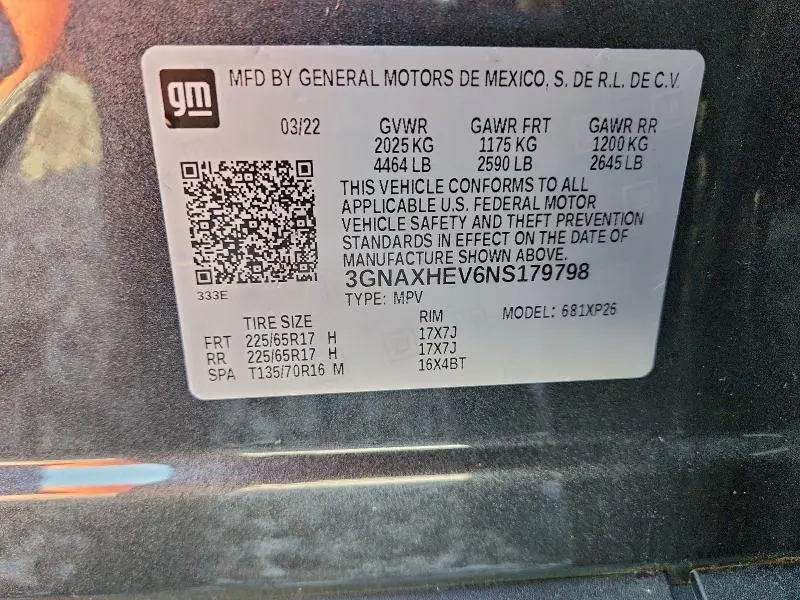 gm
MFD BY GENERAL MOTORS DE MEXICO, S. DE R.L. DE C.V.
03/22 GVWR GAWR FRT GAWR RR
2025 KG 1175 KG 1200 KG
4464 LB 2590 LB 2645 LB
THIS VEHICLE CONFORMS TO ALL
APPLICABLE U.S. FEDERAL MOTOR
VEHICLE SAFETY AND THEFT PREVENTION
STANDARDS IN EFFECT ON THE DATE OF
MANUFACTURE SHOWN ABOVE.
3GNAXHEV6NS179798
333E
TYPE: MPV MODEL: 681XP26
TIRE SIZE RIM
FRT 225/65R17 H 17X7J
RR 225/65R17 H 17X7J
SPA T135/70R16 M 16X4BT